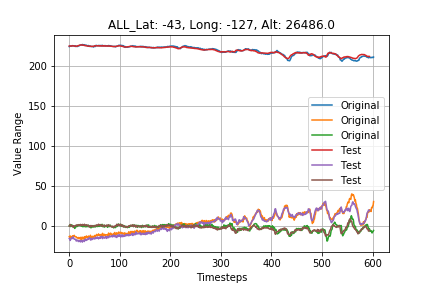 ALL_Lat: -43, Long: -127, Alt: 26486.0
Value Range
200
150
100
50
0
Original
Original
Original
Test
Test
Test
0
100
200
300
400
500
600
Timesteps